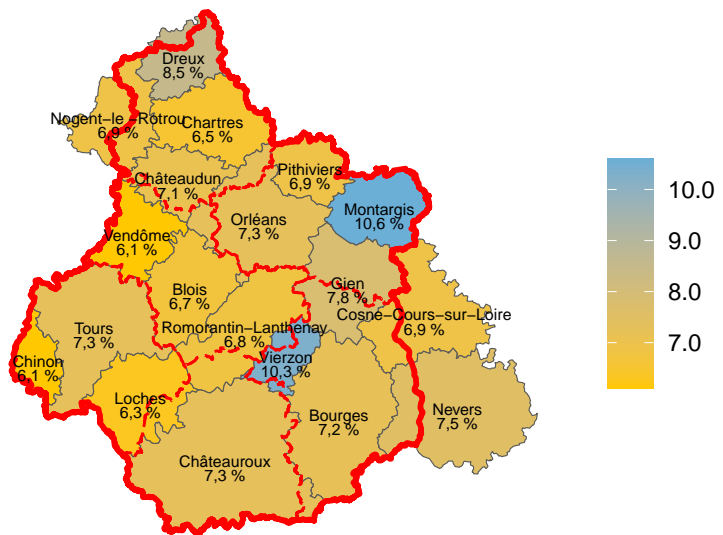 Dreux
8,5 %
Nogent−le −Rotrou
6,9 %
Chartres
6,5 %
Châteaudun
7,1 %
Pithiviers
6,9 %
Orléans
7,3 %
Montargis
10,6 %
Vendôme
6,1 %
Blois
6,7 %
Gien
7,8 %
Cosne−Cours−sur−Loire
6,9 %
Tours
7,3 %
Romorantin−Lanthenay
6,8 %
Vierzon
10,3 %
Chinon
6,1 %
Loches
6,3 %
Bourges
7,2 %
Nevers
7,5 %
Châteauroux
7,3 %
10.0
9.0
8.0
7.0